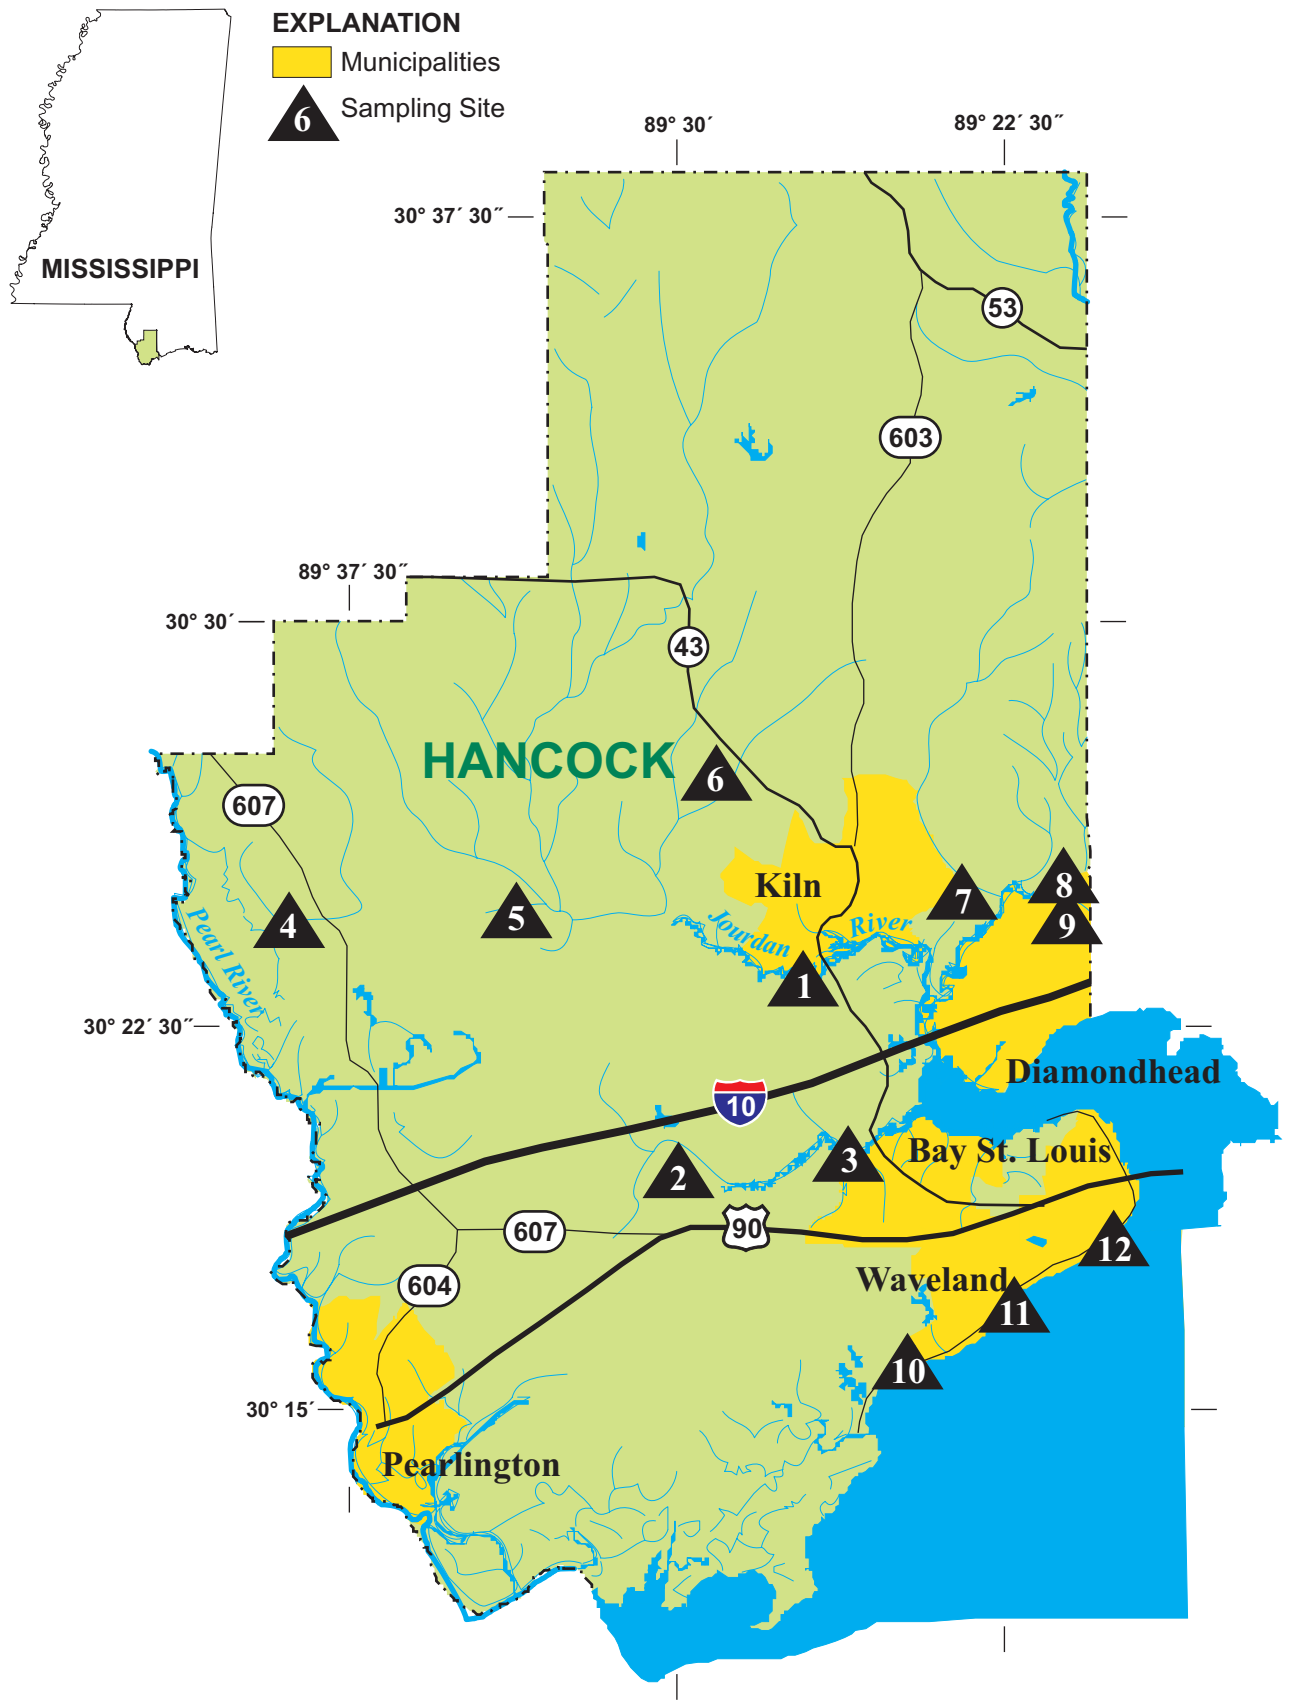 EXPLANATION
Municipalities
6 Sampling Site
MISSISSIPPI
89° 30´
89° 22´ 30˝
30° 37´ 30˝
53
603
89° 37´ 30˝
30° 30´
43
HANCOCK
6
607
Kiln
7
8
9
4
5
Pearl River
Jourdan River
1
30° 22´ 30˝
Diamondhead
10
Bay St. Louis
3
2
607
90
12
604
Waveland
11
10
30° 15´
Pearlington